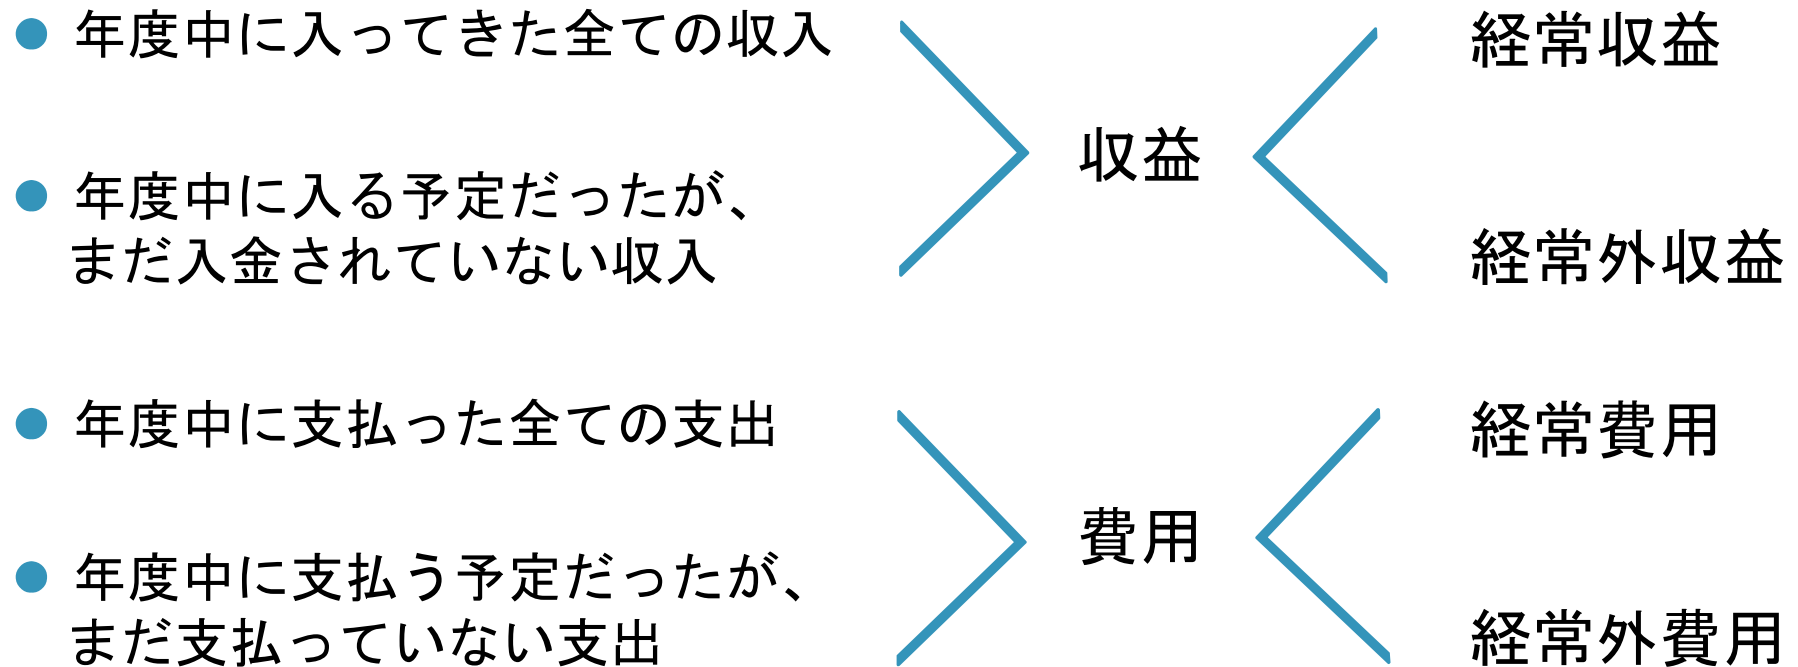 ● 年度中に入ってきた全ての収入
● 年度中に入る予定だったが、
まだ入金されていない収入
収益
経常収益
経常外収益
● 年度中に支払った全ての支出
● 年度中に支払う予定だったが、
まだ支払っていない支出
費用
経常費用
経常外費用